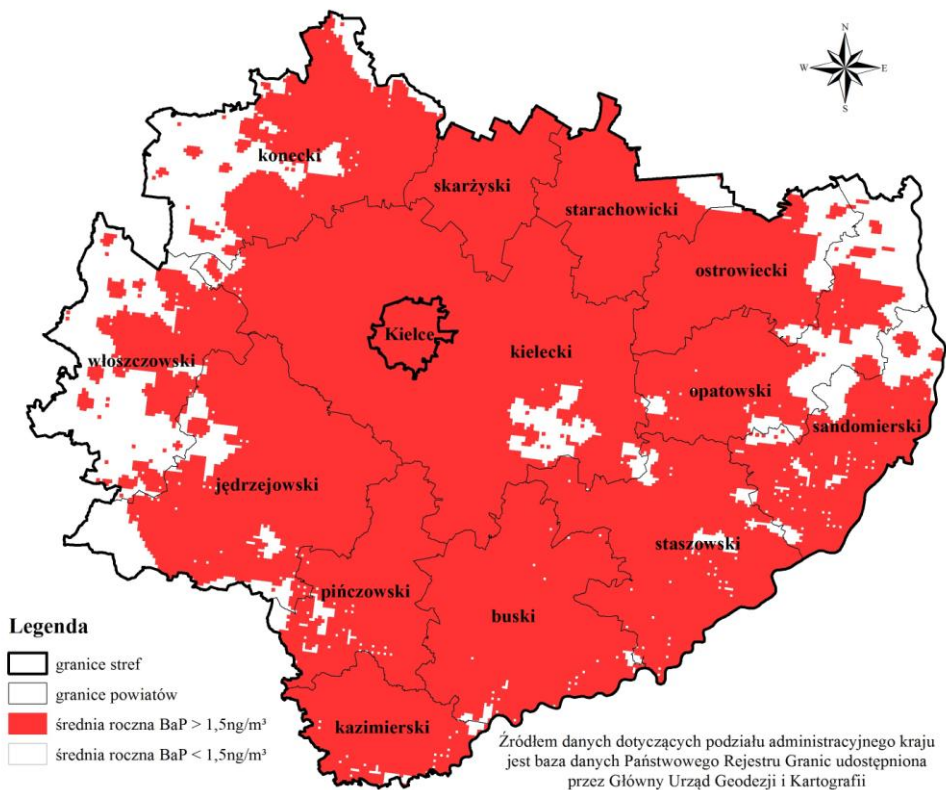 N
W E
S
konecki
skarżyski
starachowicki
ostrowiecki
Kielce
kielecki
włoszczowski
opatowski
sandomierski
jędrzejowski
staszowski
pińczowski
buski
kazimierski
Legenda
granice stref
granice powiatów
średnia roczna BaP > 1,5ng/m³
średnia roczna BaP < 1,5ng/m³
Źródłem danych dotyczących podziału administracyjnego kraju
jest baza danych Państwowego Rejestru Granic udostępniona
przez Główny Urząd Geodezji i Kartografii